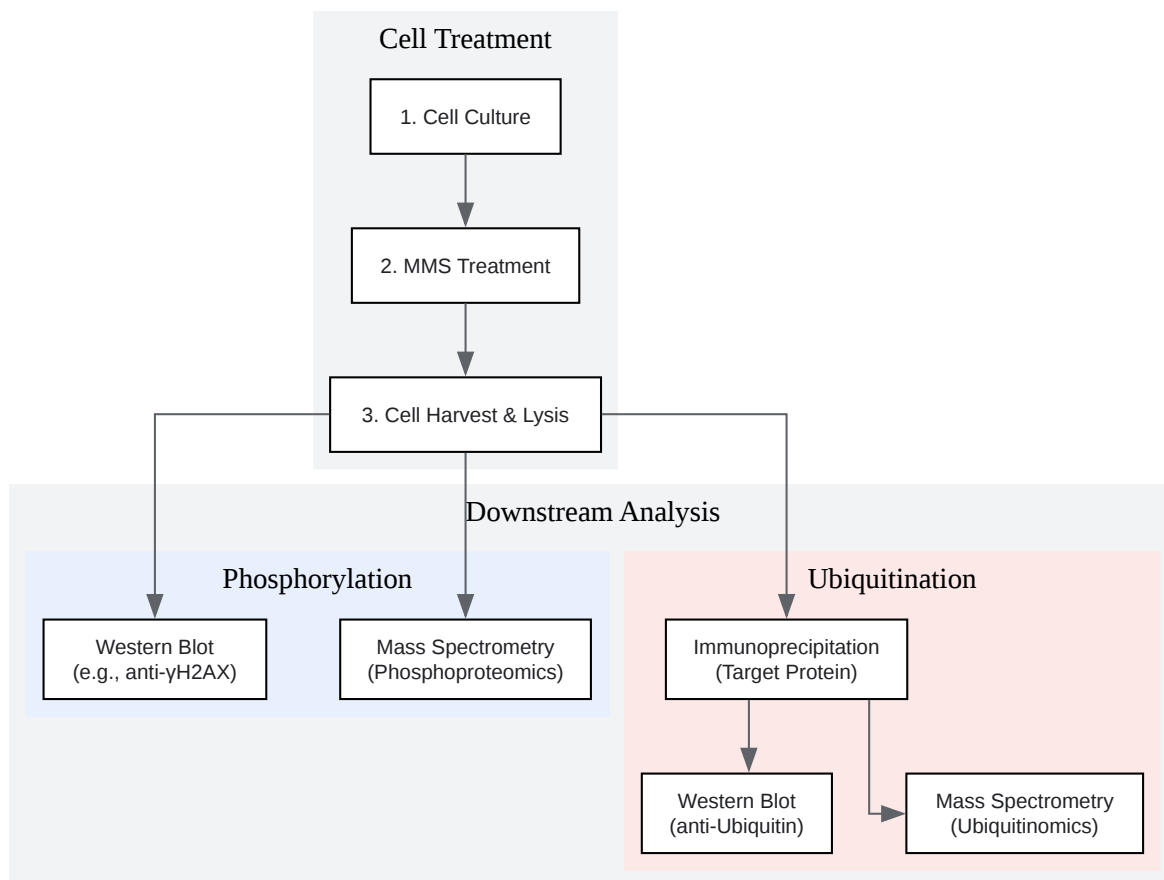 Cell Treatment
1. Cell Culture
2. MMS Treatment
3. Cell Harvest & Lysis
Downstream Analysis
Phosphorylation
Western Blot
(e.g., anti-γH2AX)
Mass Spectrometry
(Phosphoproteomics)
Ubiquitination
Immunoprecipitation
(Target Protein)
Western Blot
(anti-Ubiquitin)
Mass Spectrometry
(Ubiquitinomics)